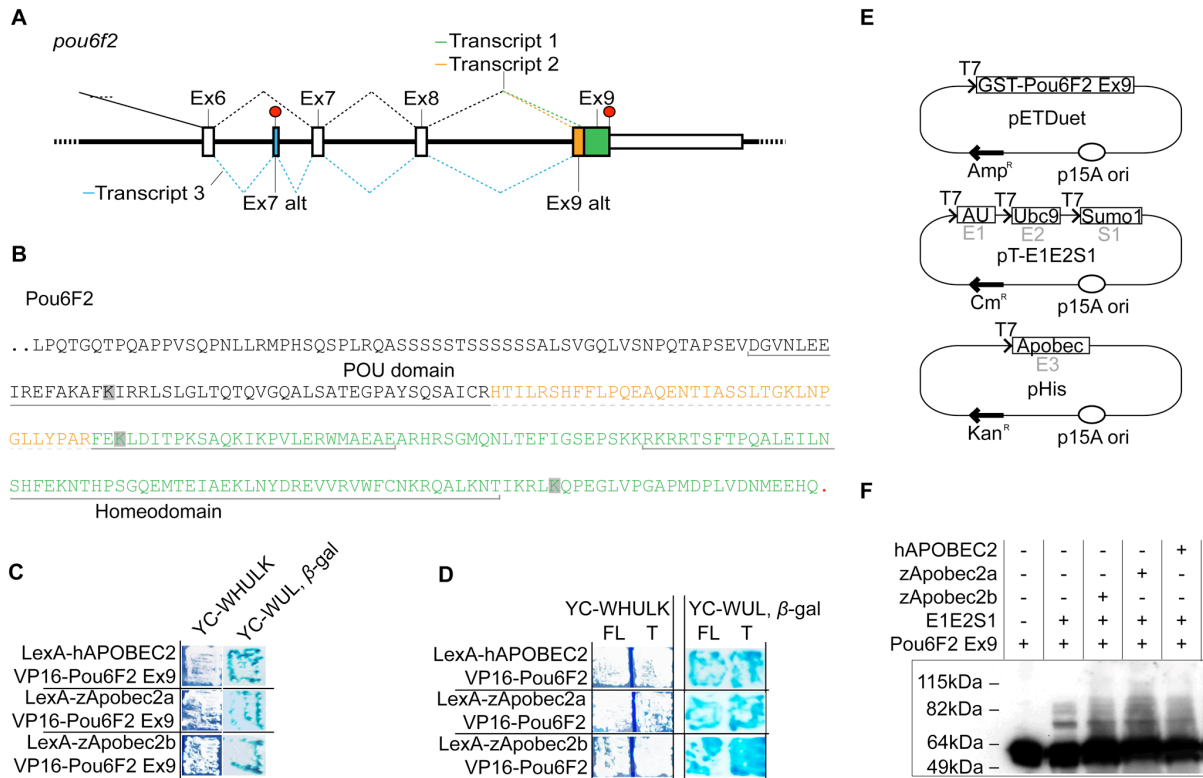 A
pou6f2
Transcript 1
Transcript 2
Ex6
Ex7
Ex8
Ex9
Transcript 3
Ex7 alt
Ex9 alt
B
Pou6F2
..LPQTGQTPQAPPVSQPNLLRMPHSQSPLRQASSSSSSTSSSSSSALSVGQLVSNPQTAPSEVDGVNLEE
POU domain
IREFAKAFKIRRLSLGLTQTQVGQALSATEGPAYSQSAICRHTILRSHFFLPQEAQENTIASSLTGKLNP
GLLYPARFEKLDITPKSAQKIKPVLERWMAEAEARHRSGMQNLTEFIGSEPSKKRKRRTSFTPQALEILN
SHFEKNTHPSGQEMTEIAEKLNYDREVVRVWFCNKRQALKNTIKRLKQPEGLVPGAPMDPLVDNMEEHQ.
Homeodomain
C
YC-WHULK
YC-WUL, β-gal
LexA-hAPOBEC2
VP16-Pou6F2 Ex9
LexA-zApobec2a
VP16-Pou6F2 Ex9
LexA-zApobec2b
VP16-Pou6F2 Ex9
D
YC-WHULK YC-WUL, β-gal
FL T FL T
LexA-hAPOBEC2
VP16-Pou6F2
LexA-zApobec2a
VP16-Pou6F2
LexA-zApobec2b
VP16-Pou6F2
E
T7
GST-Pou6F2 Ex9
pETDuet
Amp^R p15A ori
T7 T7 T7
AU Ubc9 Sumo1
E1 E2 S1
pT-E1E2S1
Cm^R p15A ori
T7
Apobec
E3
pHis
Kan^R p15A ori
F
hAPOBEC2 - - - - +
zApobec2a - - - + -
zApobec2b - - + - -
E1E2S1 - + + + +
Pou6F2 Ex9 + + + + +
115kDa –
82kDa –
64kDa –
49kDa –